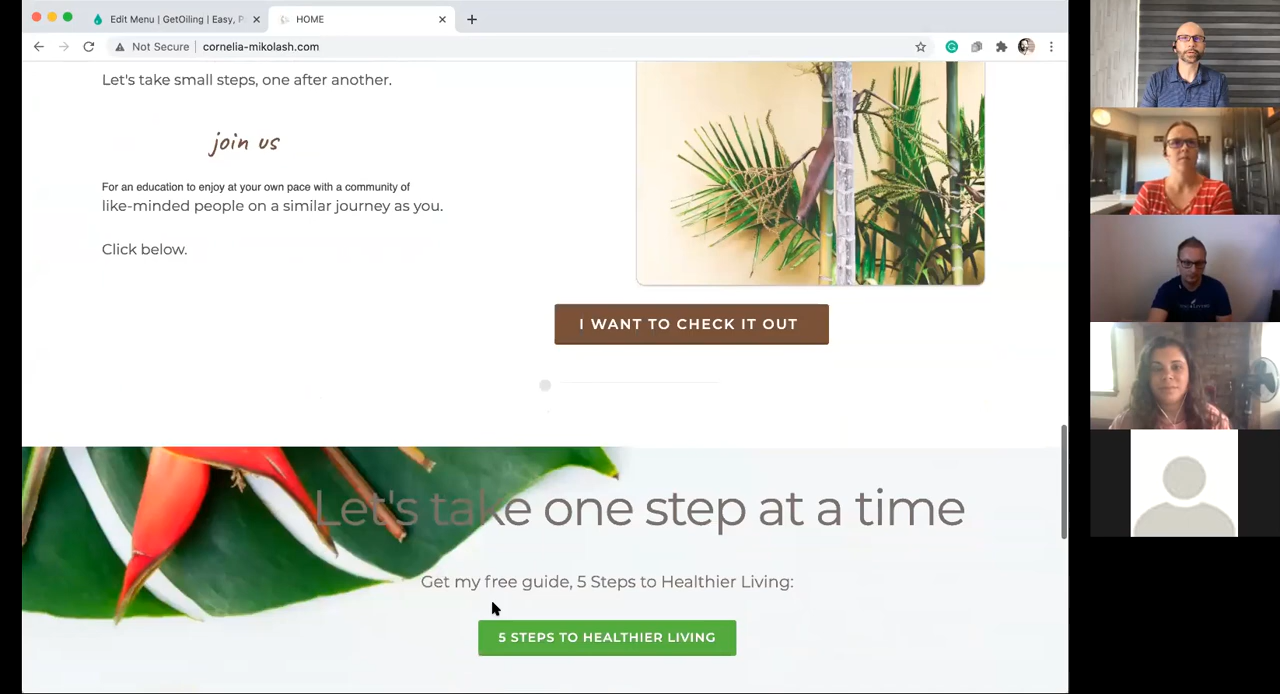 Edit Menu | GetOiling | Easy, P
HOME
Not Secure | cornelia-mikolash.com
Let's take small steps, one after another.
join us
For an education to enjoy at your own pace with a community of
like-minded people on a similar journey as you.
Click below.
I WANT TO CHECK IT OUT
Let's take one step at a time
Get my free guide, 5 Steps to Healthier Living:
5 STEPS TO HEALTHIER LIVING